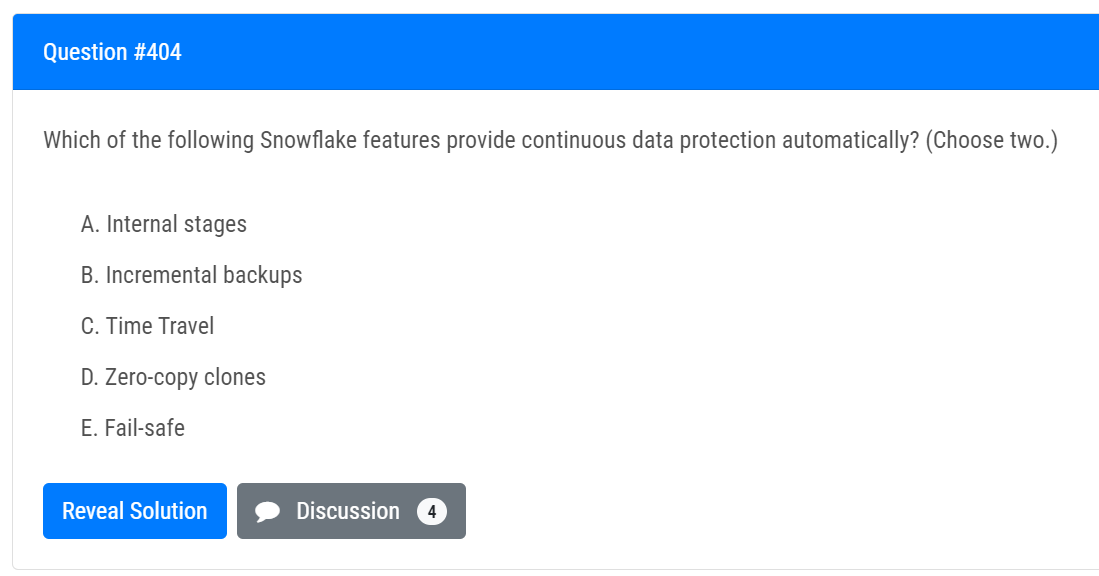 Question #404
Which of the following Snowflake features provide continuous data protection automatically? (Choose two.)
A. Internal stages
B. Incremental backups
C. Time Travel
D. Zero-copy clones
E. Fail-safe
Reveal Solution
Discussion 4